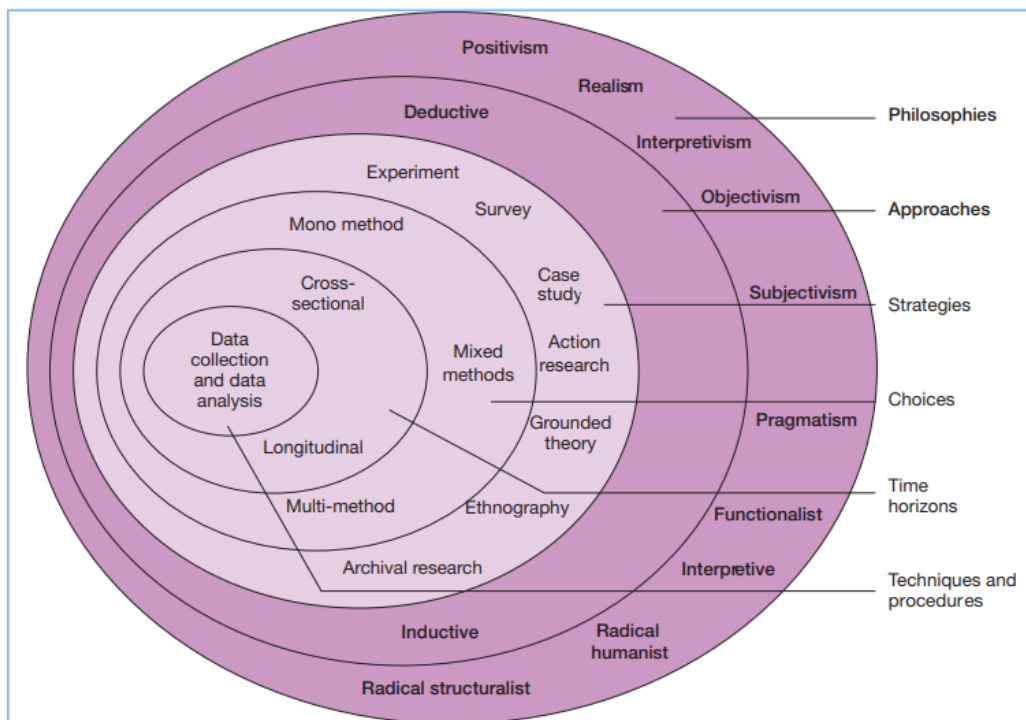 Positivism
Realism
Deductive
Philosophies
Interpretivism
Experiment
Objectivism
Survey
Approaches
Mono method
Case
study
Cross-
sectional
Subjectivism
Strategies
Data
collection
and data
analysis
Mixed
methods
Action
research
Choices
Grounded
theory
Pragmatism
Longitudinal
Time
horizons
Multi-method
Ethnography
Functionalist
Archival research
Interpretive
Techniques and
procedures
Inductive
Radical
humanist
Radical structuralist